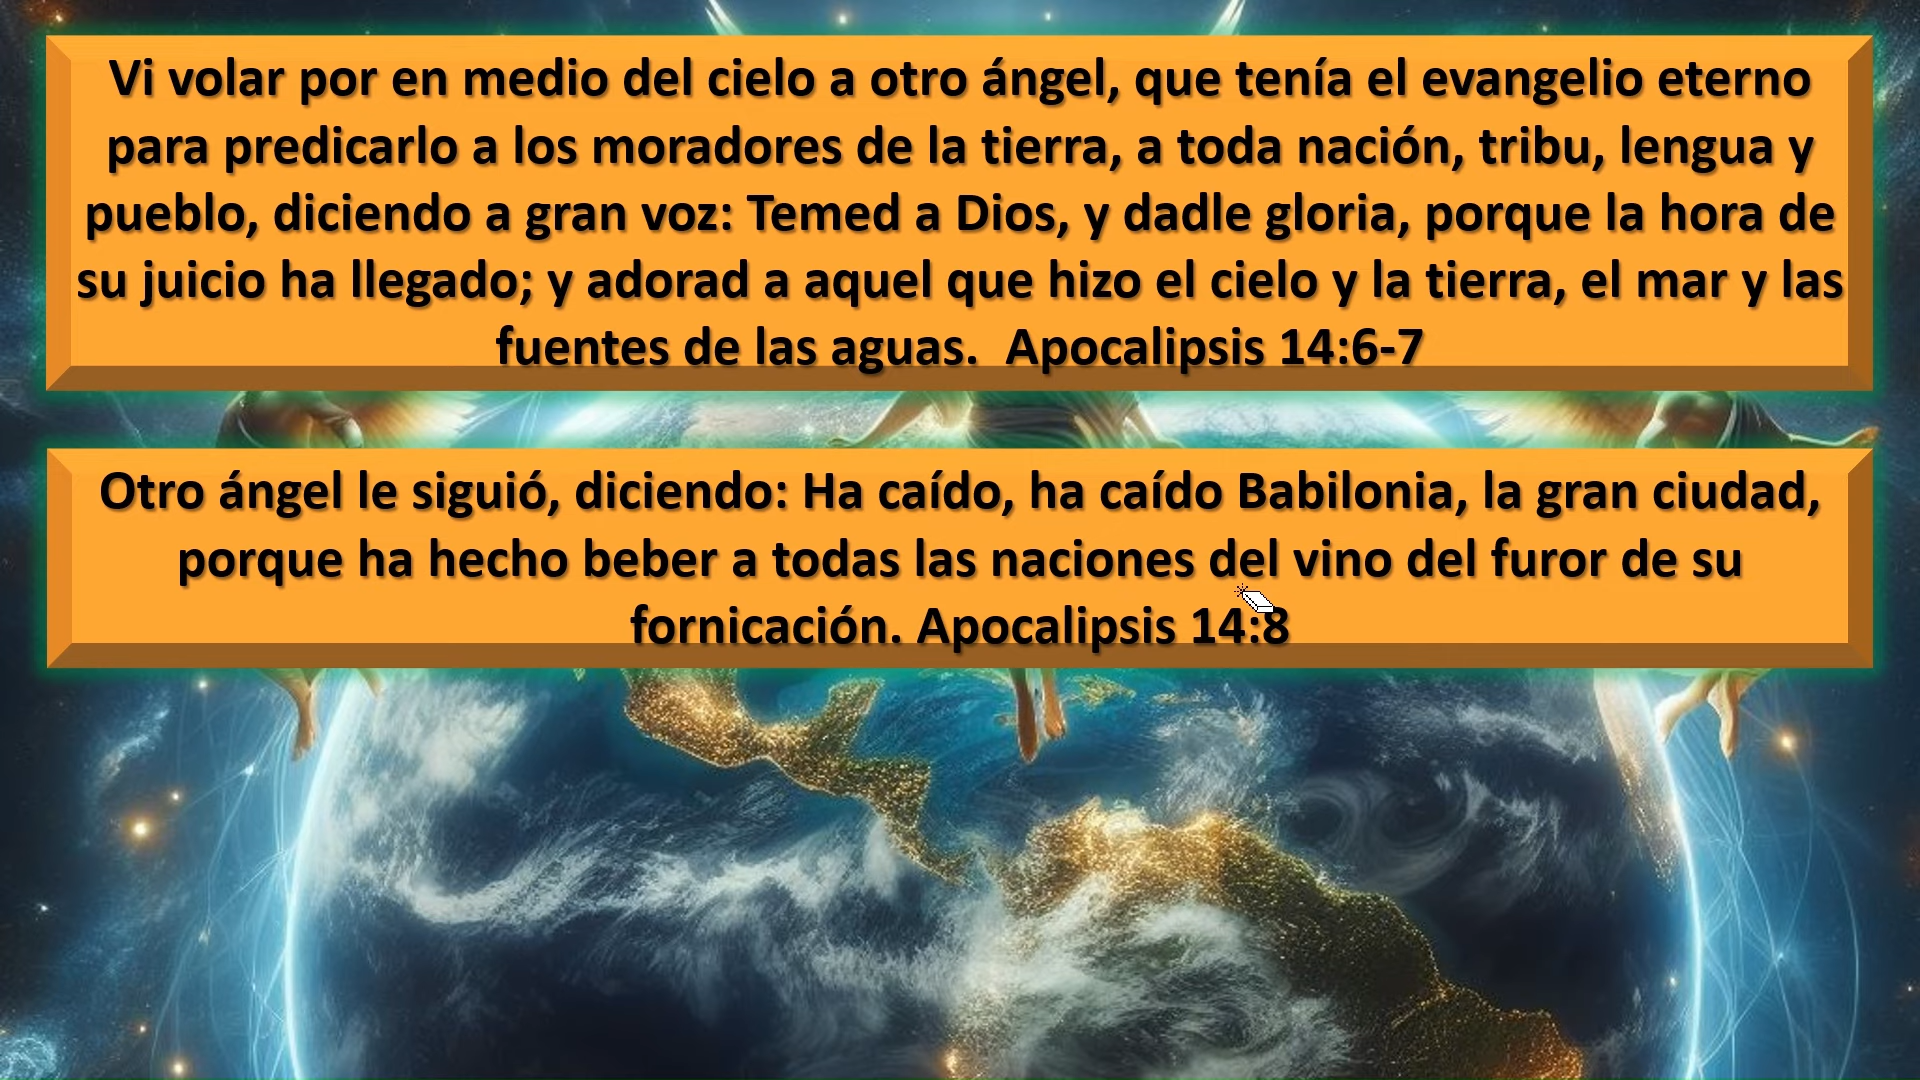 Vi volar por en medio del cielo a otro ángel, que tenía el evangelio eterno
para predicarlo a los moradores de la tierra, a toda nación, tribu, lengua y
pueblo, diciendo a gran voz: Temed a Dios, y dadle gloria, porque la hora de
su juicio ha llegado; y adorad a aquel que hizo el cielo y la tierra, el mar y las
fuentes de las aguas.  Apocalipsis 14:6-7
Otro ángel le siguió, diciendo: Ha caído, ha caído Babilonia, la gran ciudad,
porque ha hecho beber a todas las naciones del vino del furor de su
fornicación. Apocalipsis 14:8